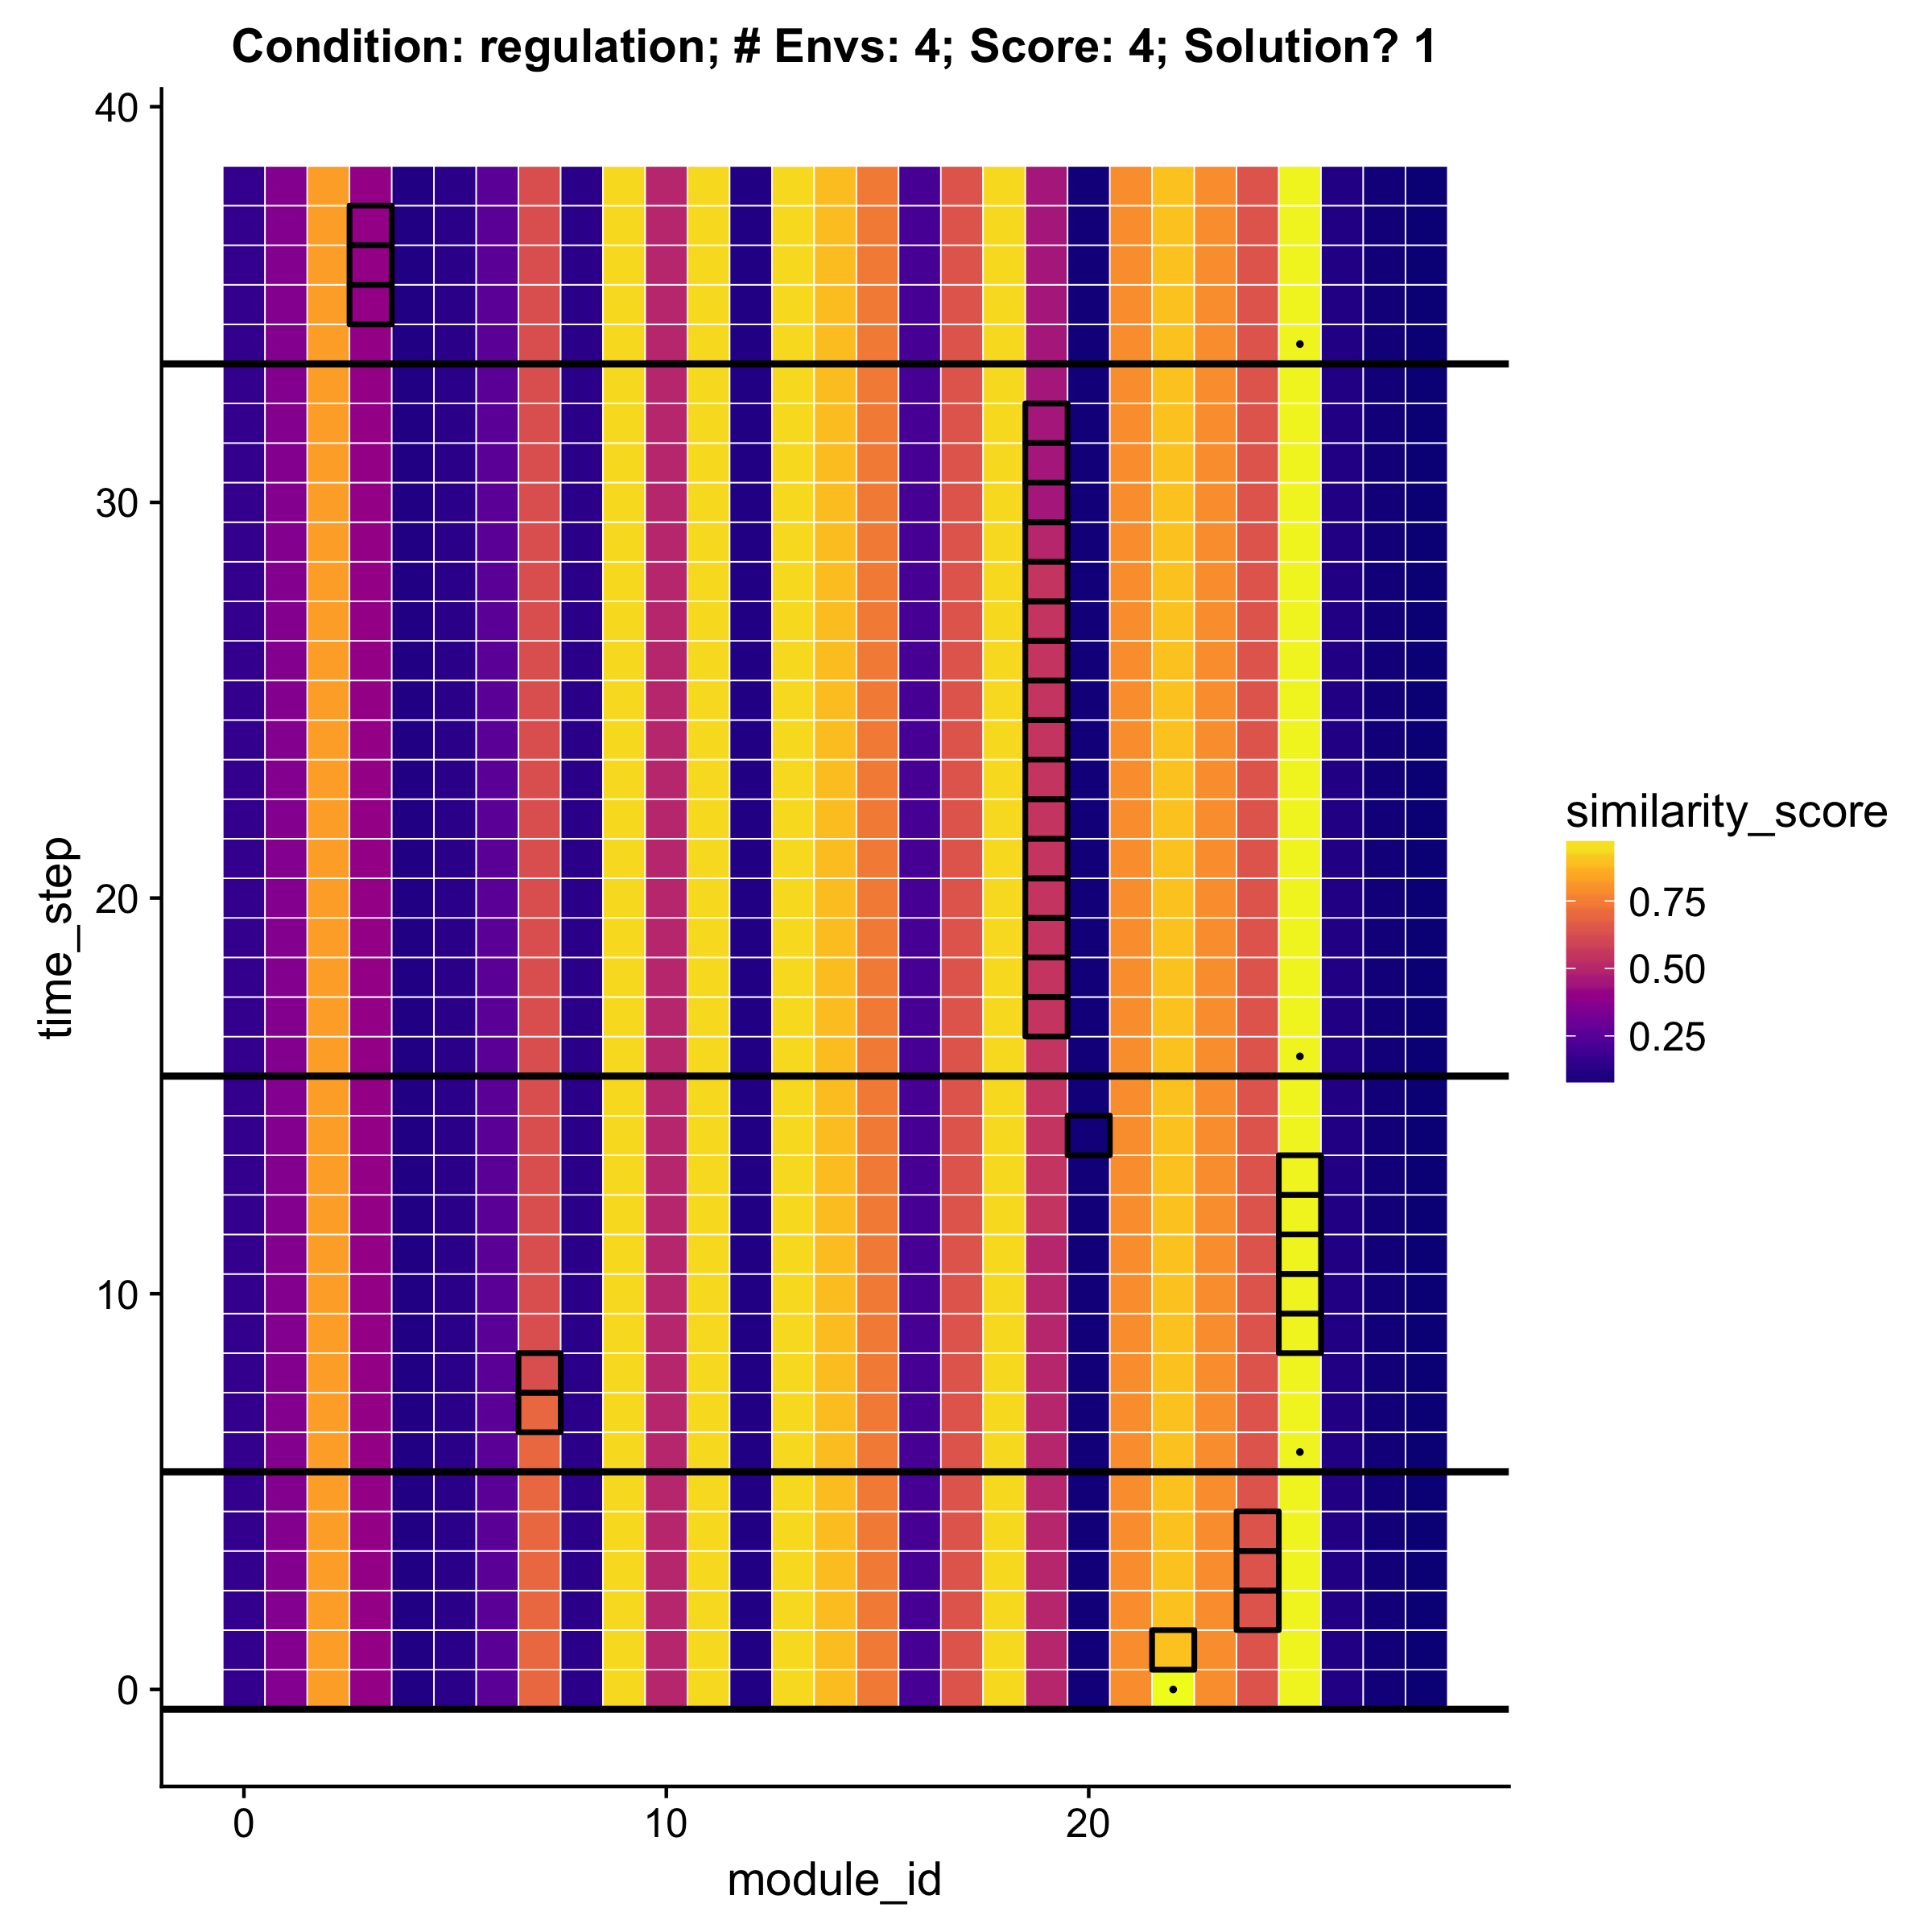 Condition: regulation; # Envs: 4; Score: 4; Solution? 1
40
30
20
10
0
time_step
0
10
20
module_id
similarity_score
0.75
0.50
0.25